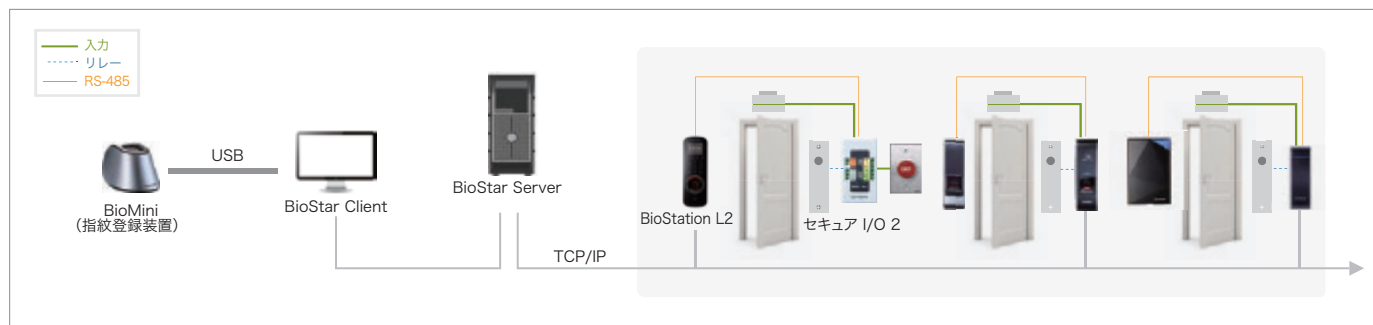 入力
リレー
RS-485
USB
BioMini
（指紋登録装置）
BioStar Client
BioStar Server
TCP/IP
BioStation L2
セキュア I/O 2